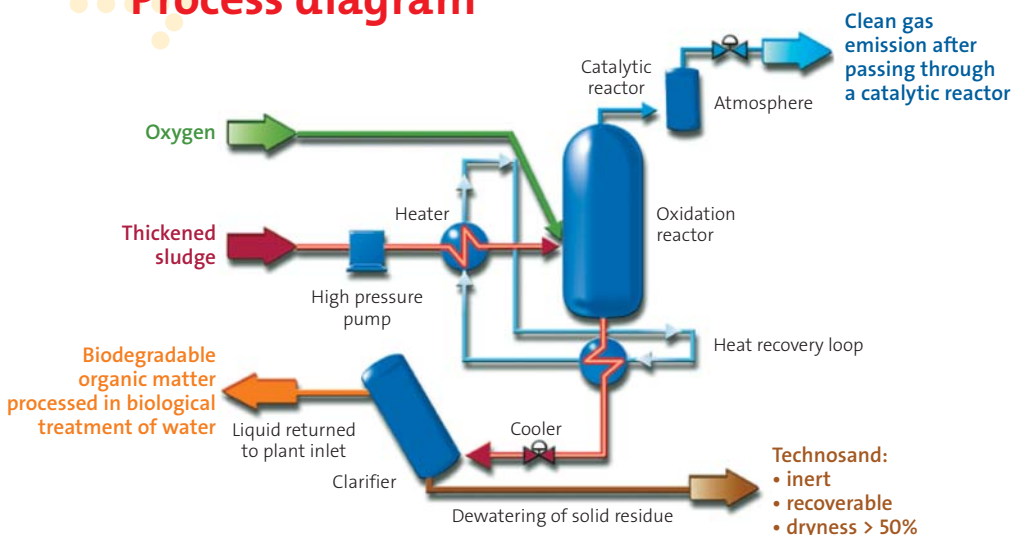 Process diagram
Clean gas
emission after
passing through
a catalytic reactor
Catalytic
reactor
Atmosphere
Oxygen
Heater
Oxidation
reactor
Thickened
sludge
High pressure
pump
Heat recovery loop
Biodegradable
organic matter
processed in biological
treatment of water
Liquid returned
to plant inlet
Cooler
Clarifier
Technosand:
• inert
• recoverable
• dryness > 50%
Dewatering of solid residue